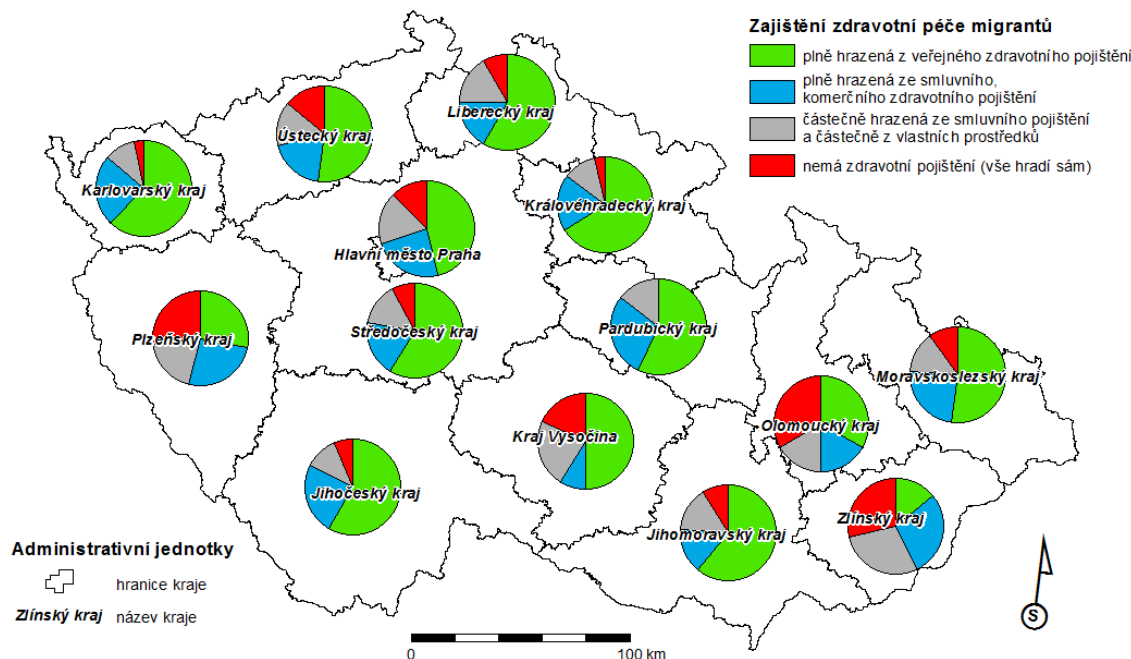 Zajištění zdravotní péče migrantů
plně hrazená z veřejného zdravotního pojištění
plně hrazená ze smluvního,
komerčního zdravotního pojištění
částečně hrazená ze smluvního pojištění
a částečně z vlastních prostředků
nemá zdravotní pojištění (vše hradí sám)
Liberecký kraj
Ústecký kraj
Karlovarský kraj
Královéhradecký kraj
Hlavní město Praha
Středočeský kraj
Pardubický kraj
Plzeňský kraj
Moravskoslezský kraj
Olomoucký kraj
Kraj Vysočina
Jihočeský kraj
Zlínský kraj
Jihomoravský kraj
Administrativní jednotky
hranice kraje
Zlínský kraj název kraje
S
0 100 km